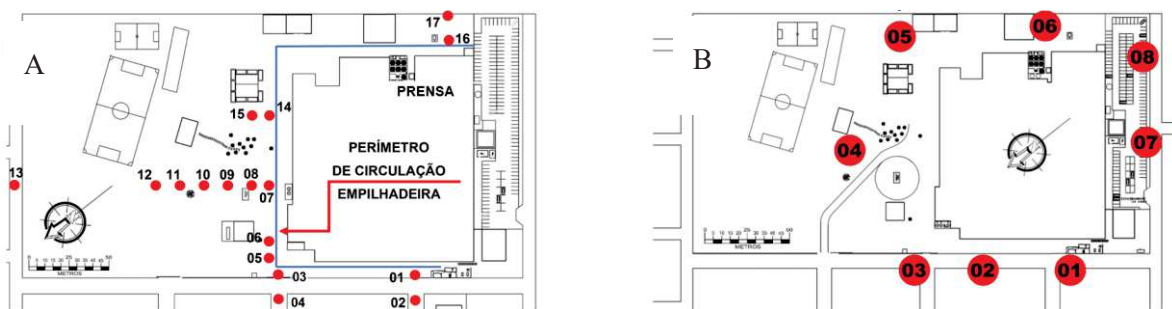 A
17
16
PRENSA
15 14
PERÍMETRO
DE CIRCULAÇÃO
EMPILHADEIRA
13 12 11 10 09 08 07
06
05
03 01
04 02
METROS
B
05 06
08
07
04
METROS
03 02 01